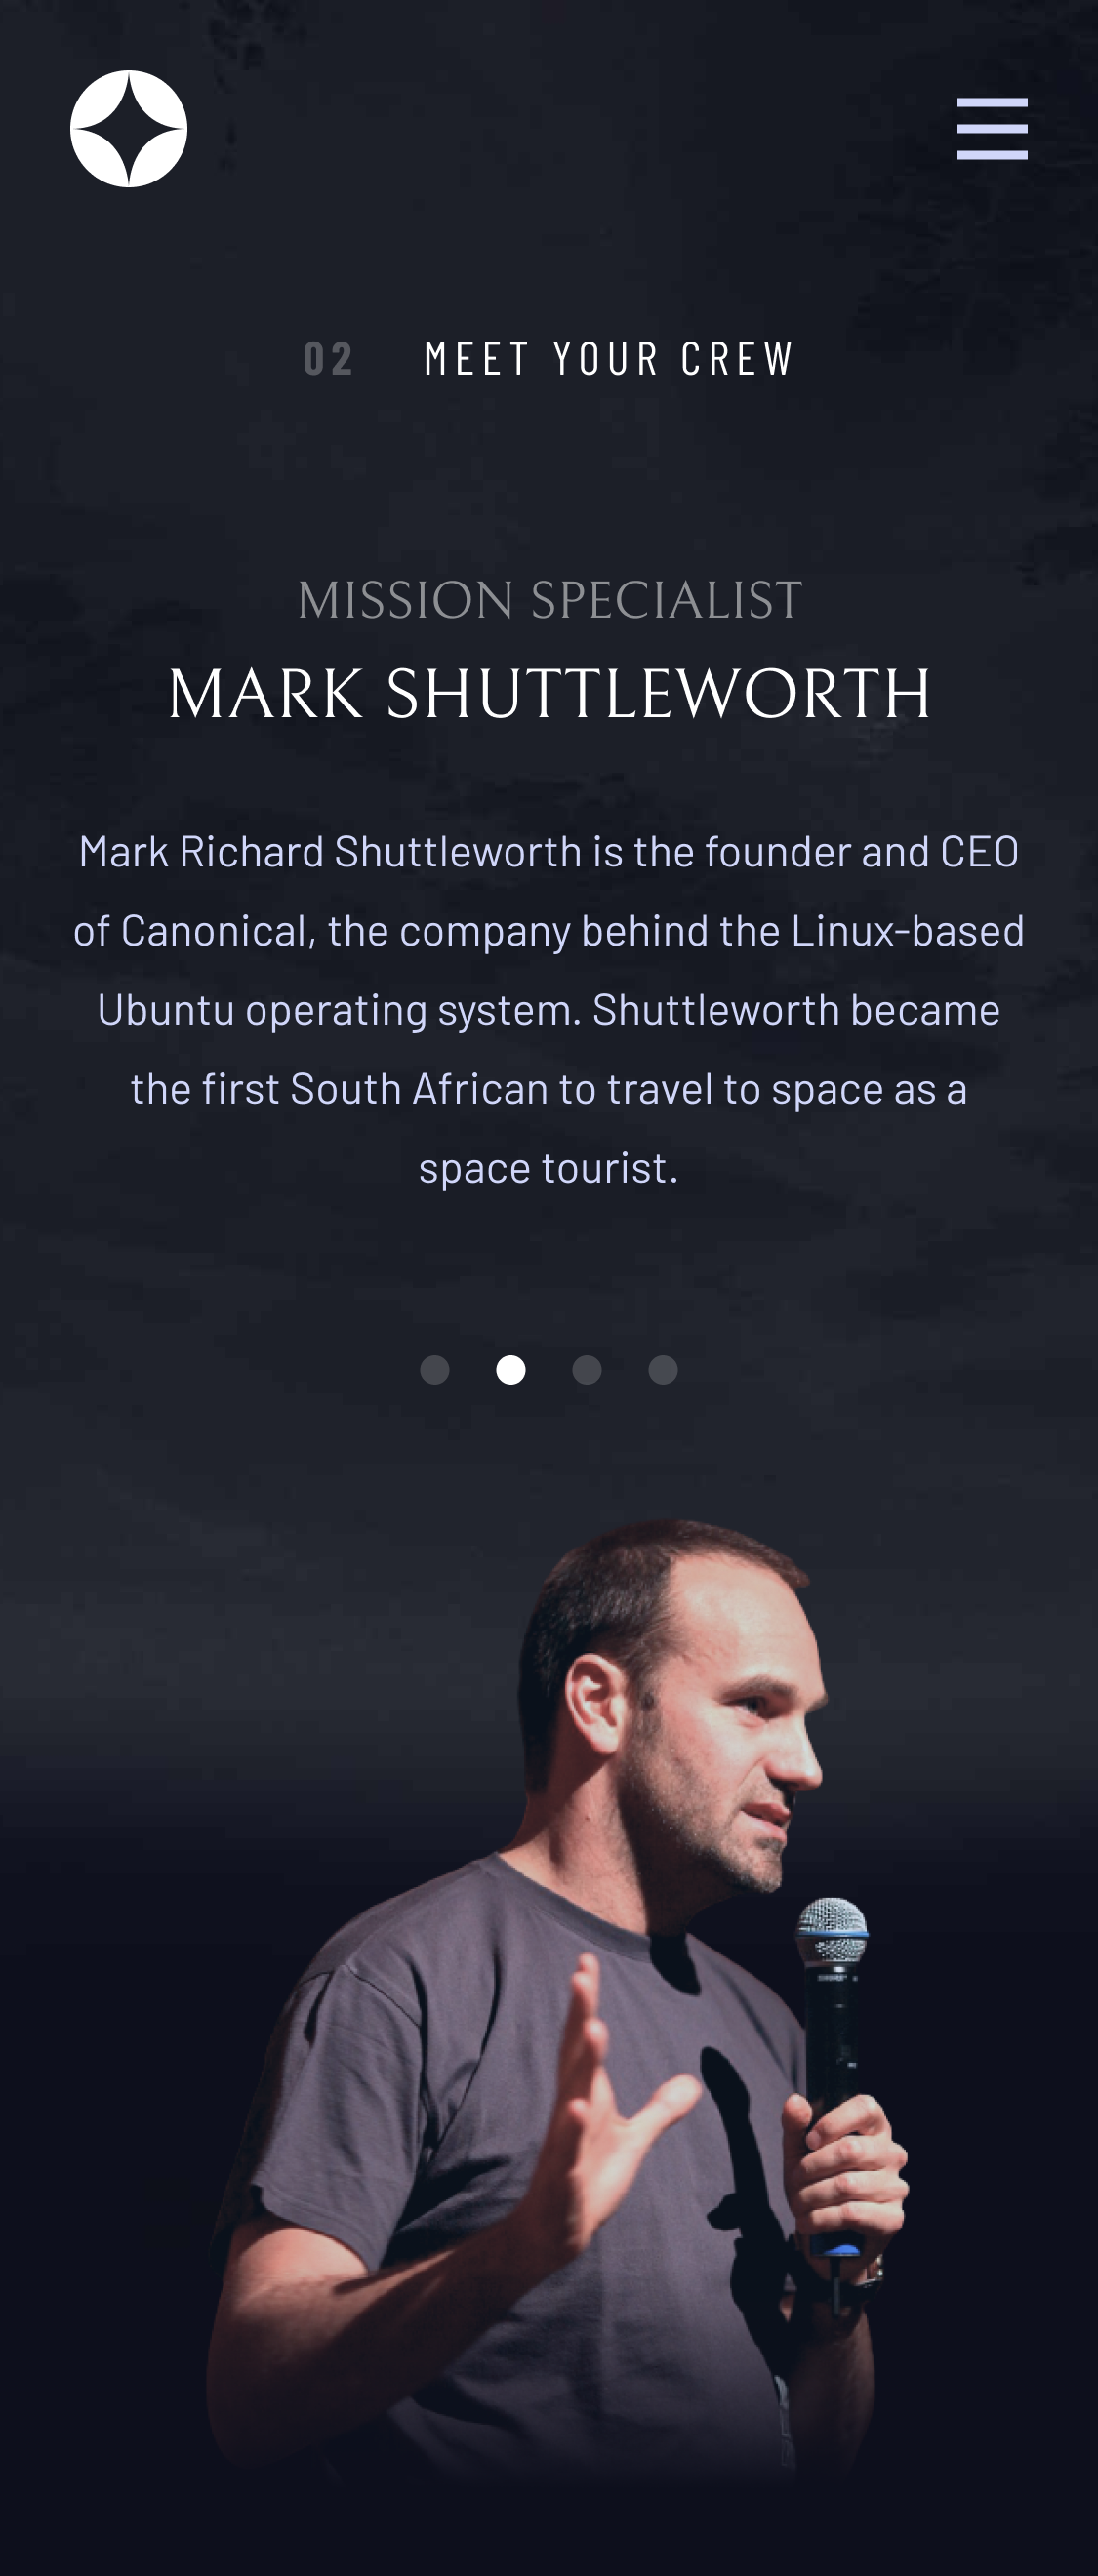 02 MEET YOUR CREW
MISSION SPECIALIST
MARK SHUTTLEWORTH
Mark Richard Shuttleworth is the founder and CEO
of Canonical, the company behind the Linux-based
Ubuntu operating system. Shuttleworth became
the first South African to travel to space as a
space tourist.